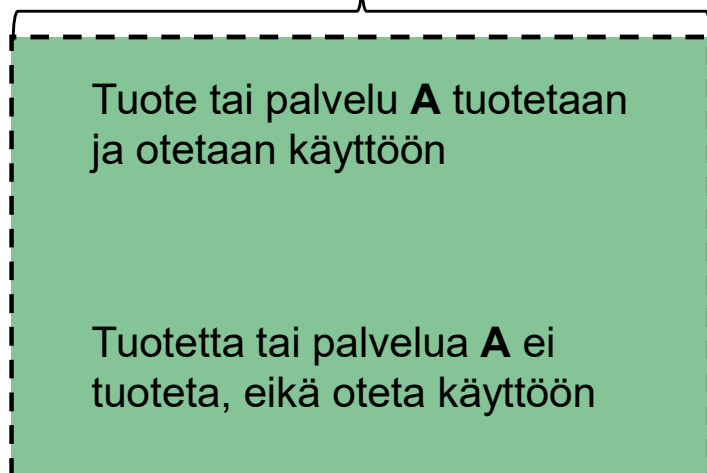 Tuote tai palvelu A tuotetaan
ja otetaan käyttöön
Tuotetta tai palvelua A ei
tuoteta, eikä oteta käyttöön